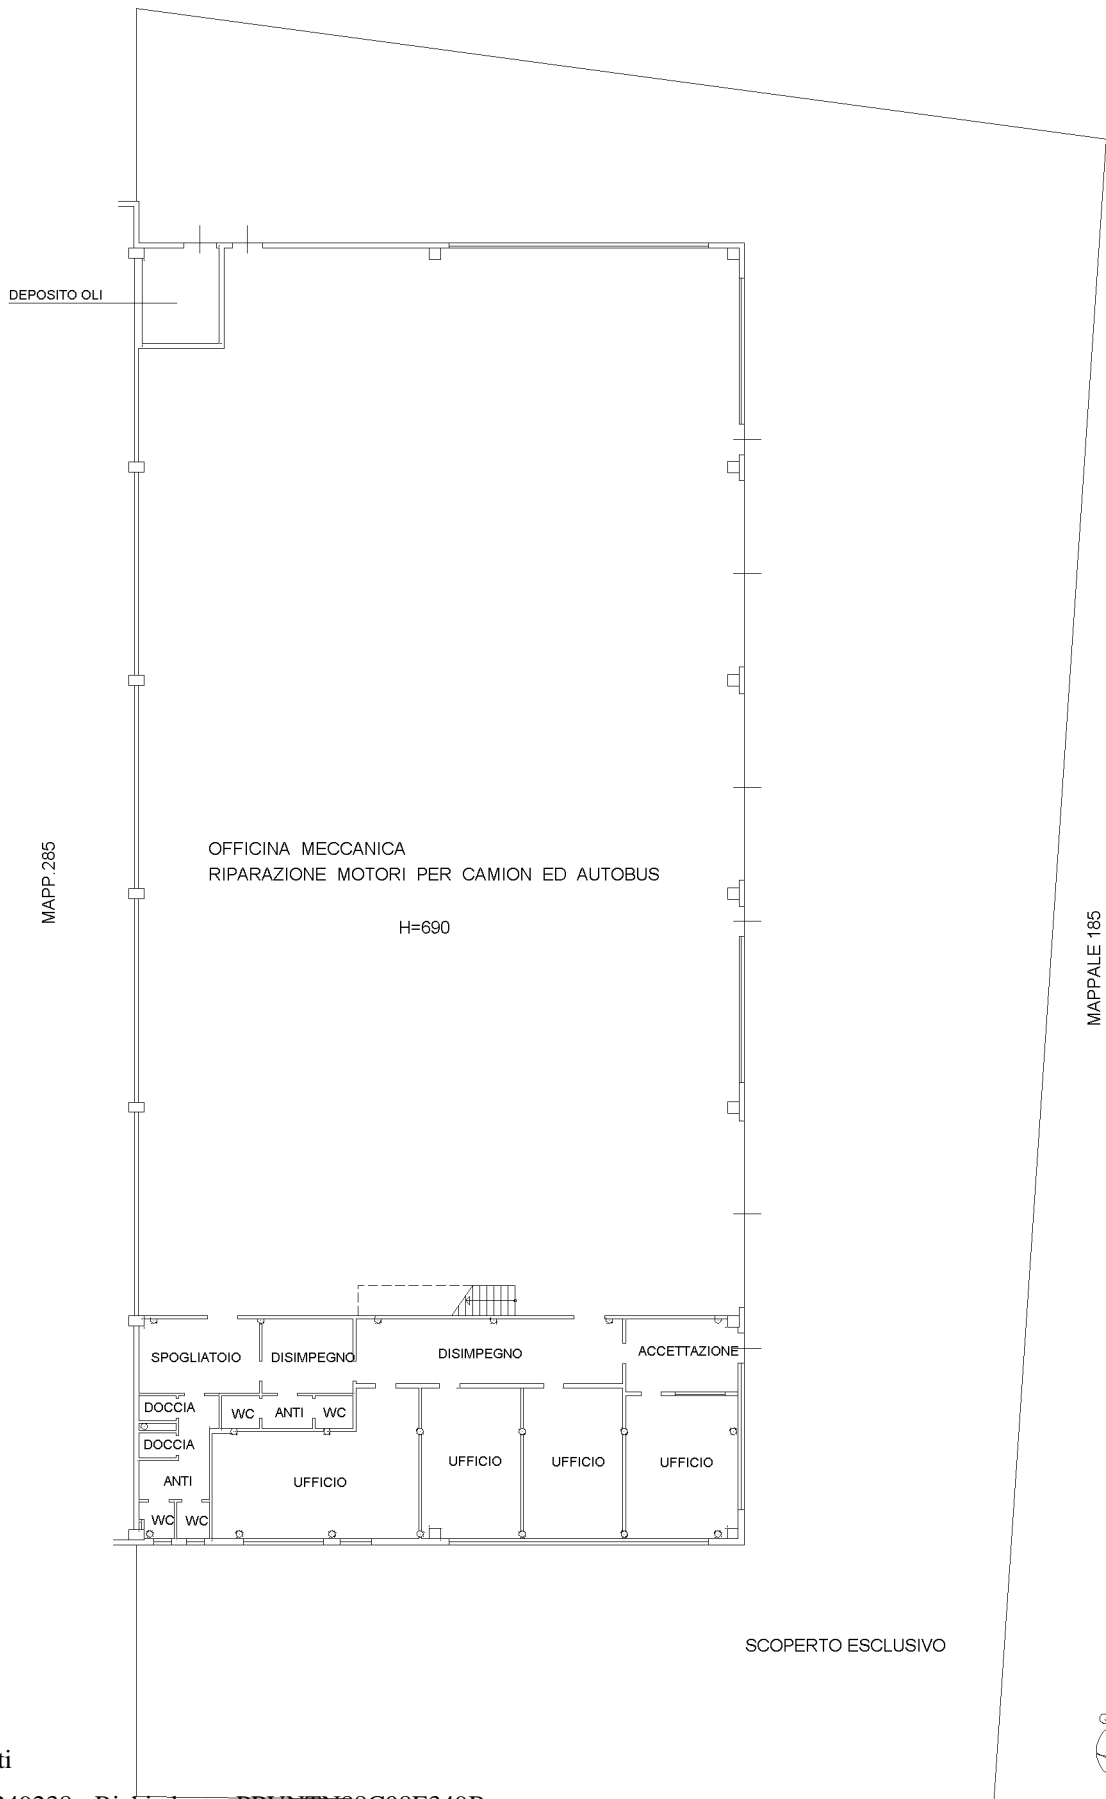 DEPOSITO OLI
OFFICINA MECCANICA
RIPARAZIONE MOTORI PER CAMION ED AUTOBUS
H=690
MAPP.285
MAPPALE 185
SPOGLIATOIO
DISIMPEGNO
DISIMPEGNO
ACCETTAZIONE
DOCCIA
WC
ANTI
WC
DOCCIA
ANTI
UFFICIO
UFFICIO
UFFICIO
UFFICIO
WC
WC
SCOPERTO ESCLUSIVO
ti